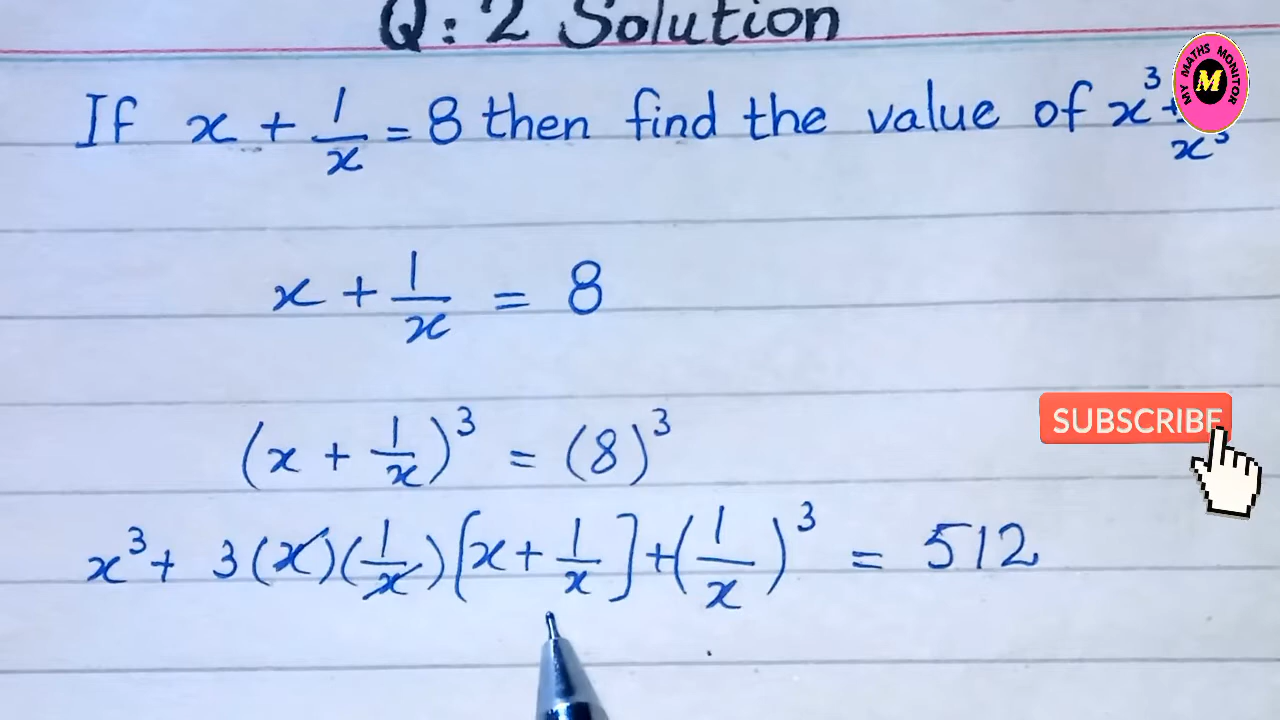 Q: 2 Solution
If x + 1/x = 8 then find the value of x³ + /x³
MY MATHS MONITOR
M
x + 1/x = 8
(x + 1/x)³ = (8)³
SUBSCRIBE
x³ + 3(x)(1/x)[x + 1/x] + (1/x)³ = 512